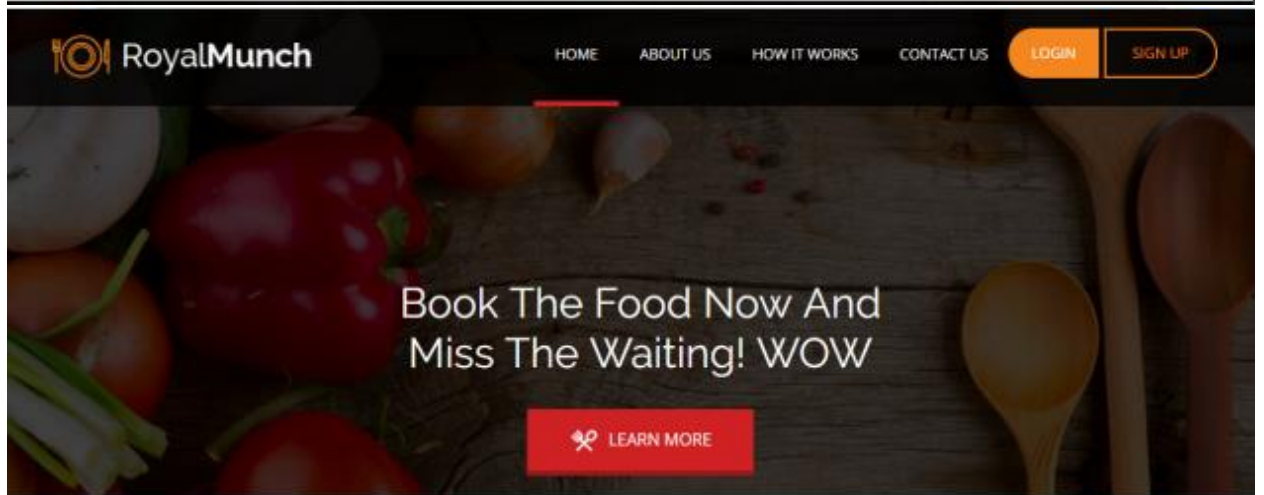 RoyalMunch
HOME ABOUT US HOW IT WORKS CONTACT US LOGIN SIGN UP
Book The Food Now And
Miss The Waiting! WOW
LEARN MORE